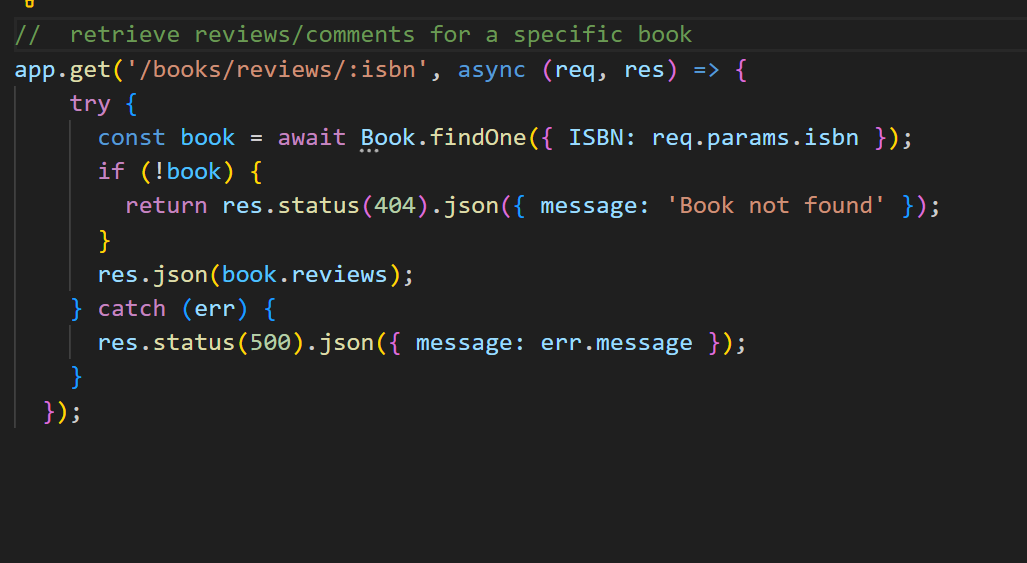 //  retrieve reviews/comments for a specific book
app.get('/books/reviews/:isbn', async (req, res) => {
    try {
      const book = await Book.findOne({ ISBN: req.params.isbn });
      if (!book) {
        return res.status(404).json({ message: 'Book not found' });
      }
      res.json(book.reviews);
    } catch (err) {
      res.status(500).json({ message: err.message });
    }
  });